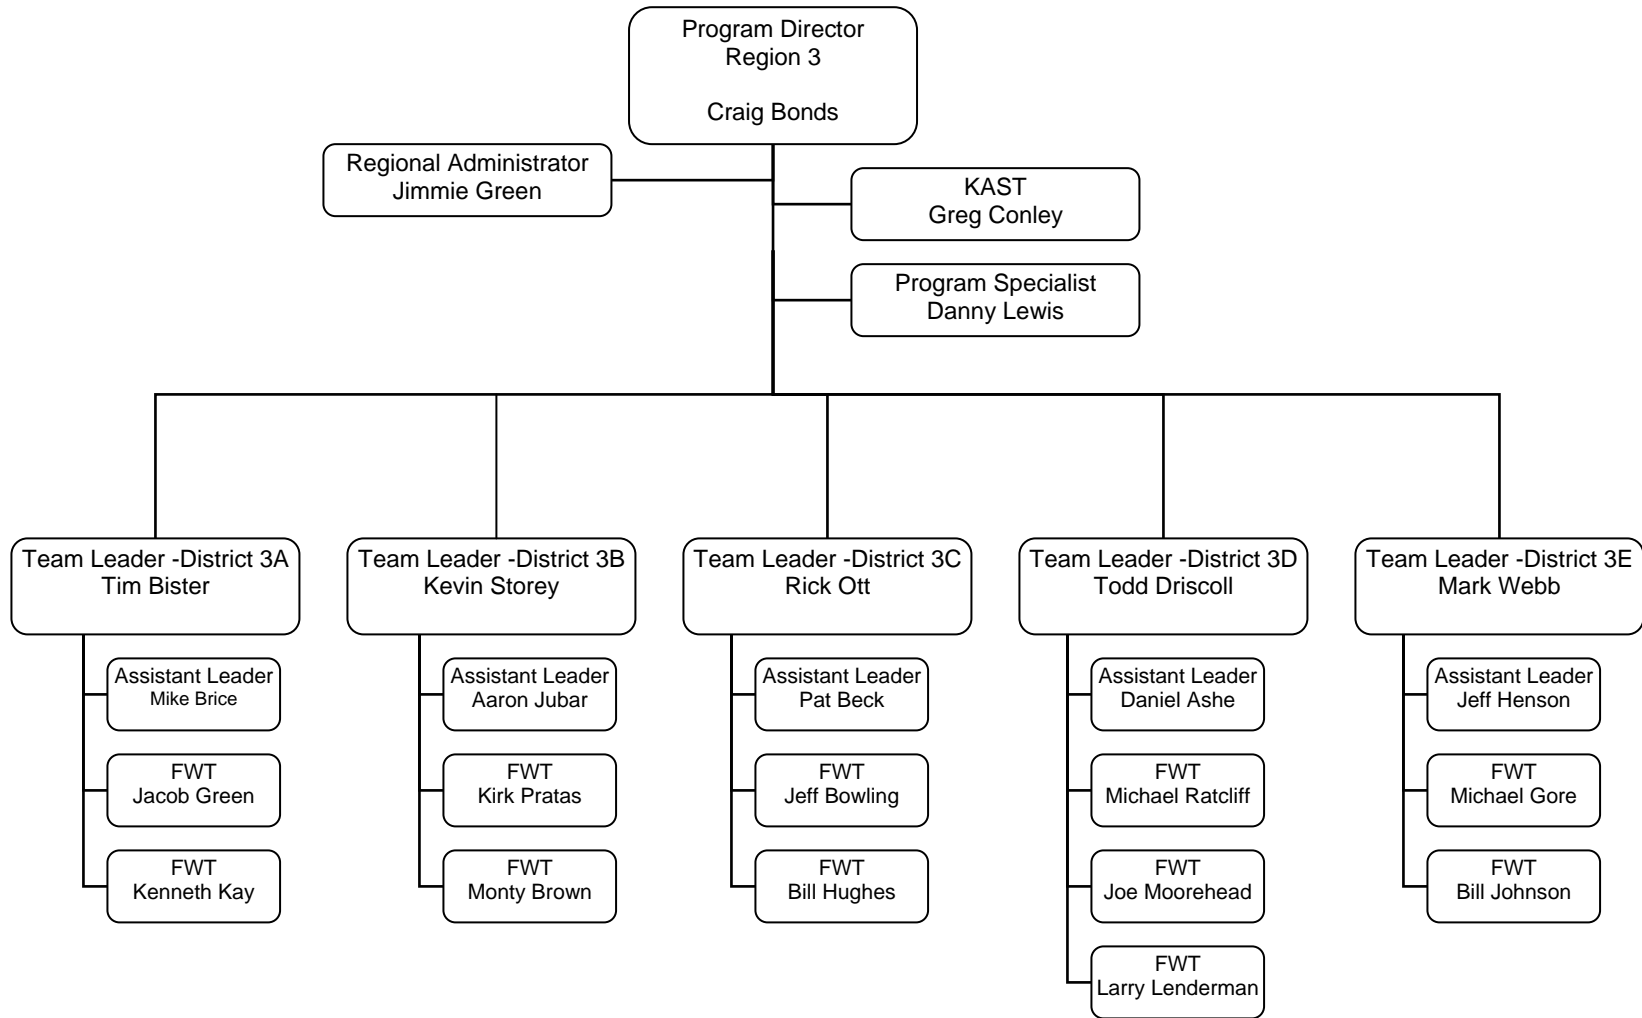 Program Director
Region 3
Craig Bonds
Regional Administrator
Jimmie Green
KAST
Greg Conley
Program Specialist
Danny Lewis
Team Leader -District 3A
Tim Bister
Team Leader -District 3B
Kevin Storey
Team Leader -District 3C
Rick Ott
Team Leader -District 3D
Todd Driscoll
Team Leader -District 3E
Mark Webb
Assistant Leader
Mike Brice
Assistant Leader
Aaron Jubar
Assistant Leader
Pat Beck
Assistant Leader
Daniel Ashe
Assistant Leader
Jeff Henson
FWT
Jacob Green
FWT
Kirk Pratas
FWT
Jeff Bowling
FWT
Michael Ratcliff
FWT
Michael Gore
FWT
Kenneth Kay
FWT
Monty Brown
FWT
Bill Hughes
FWT
Joe Moorehead
FWT
Bill Johnson
FWT
Larry Lenderman